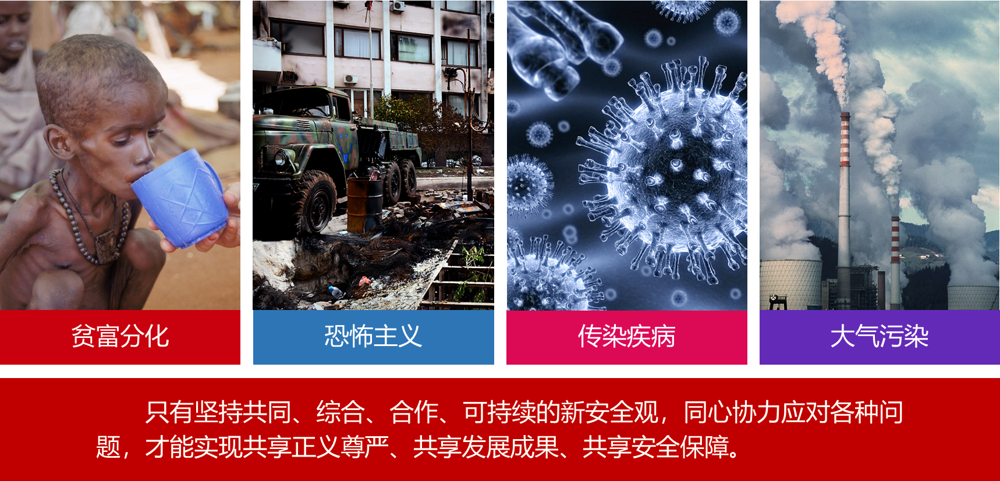 贫富分化
恐怖主义
传染疾病
大气污染
只有坚持共同、综合、合作、可持续的新安全观，同心协力应对各种问
题，才能实现共享正义尊严、共享发展成果、共享安全保障。